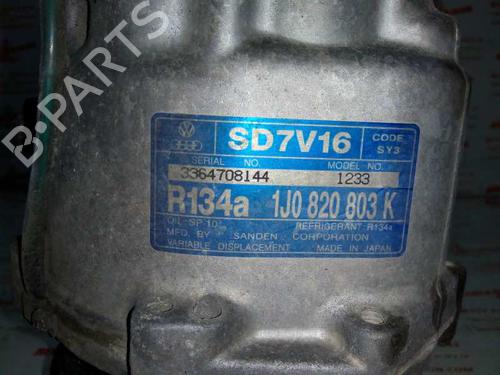 SD7V16
CODE
SY3
SERIAL NO.
MODEL NO.
3364708144
1233
R134a 1J0 820 803 K
OIL-SP 10
REFRIGERANT R134a
MFD. BY SANDEN CORPORATION
VARIABLE DISPLACEMENT MADE IN JAPAN